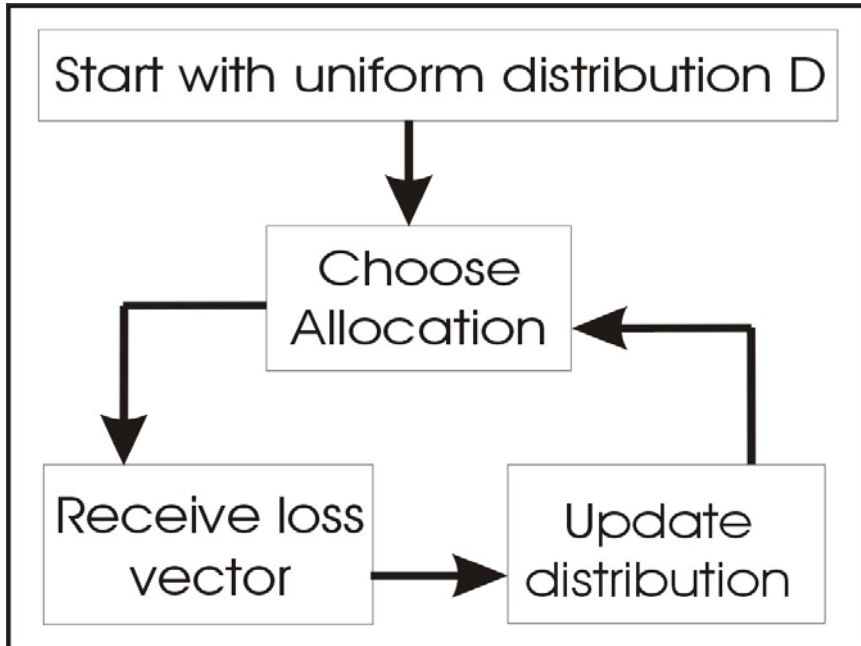 Start with uniform distribution D
Choose
Allocation
Receive loss
vector
Update
distribution